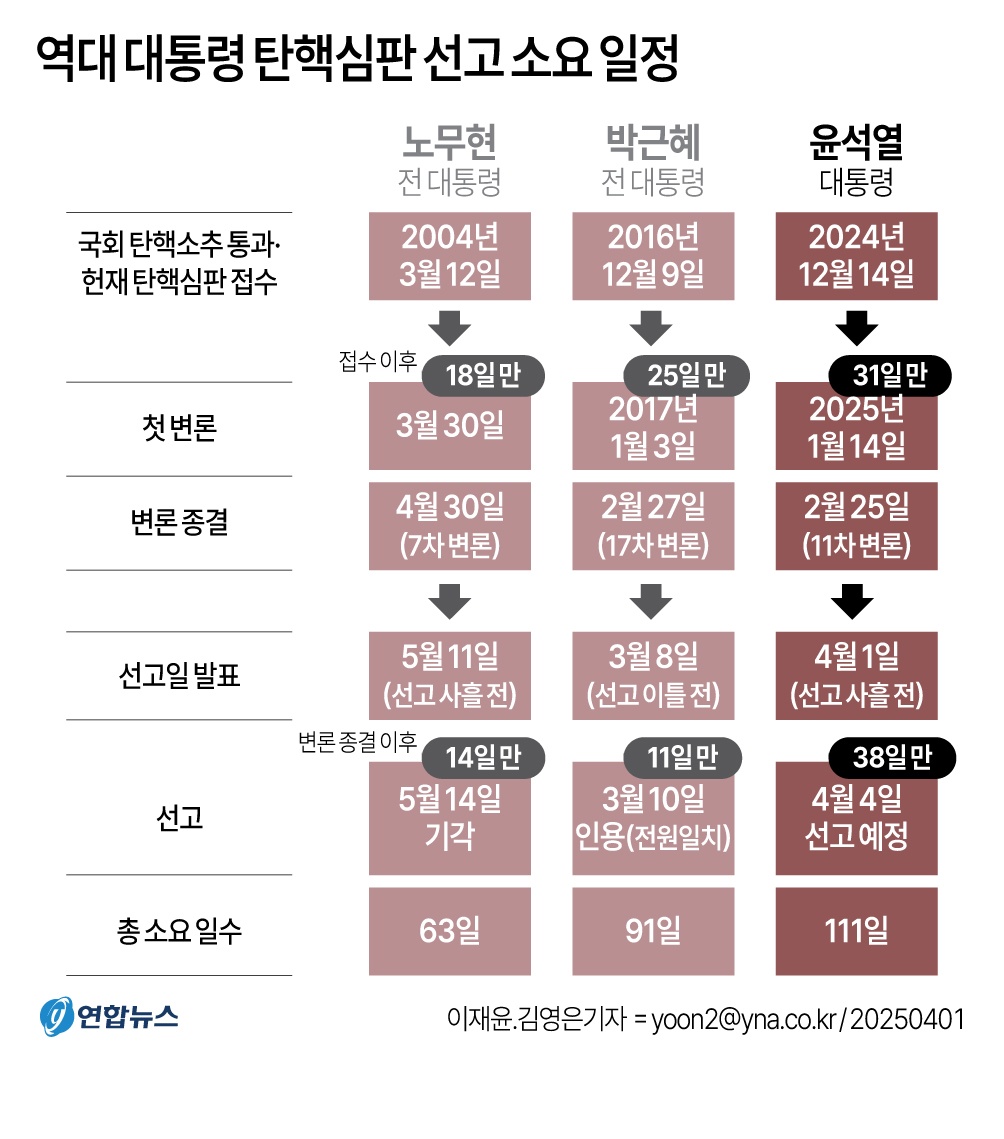 역대 대통령 탄핵심판 선고 소요 일정
노무현
전 대통령
박근혜
전 대통령
윤석열
대통령
국회 탄핵소추 통과·
헌재 탄핵심판 접수
2004년
3월 12일
2016년
12월 9일
2024년
12월 14일
접수 이후
18일 만
25일 만
31일 만
첫 변론
3월 30일
2017년
1월 3일
2025년
1월 14일
변론 종결
4월 30일
(7차 변론)
2월 27일
(17차 변론)
2월 25일
(11차 변론)
선고일 발표
5월 11일
(선고 사흘 전)
3월 8일
(선고 이틀 전)
4월 1일
(선고 사흘 전)
변론 종결 이후
14일 만
11일 만
38일 만
선고
5월 14일
기각
3월 10일
인용(전원일치)
4월 4일
선고 예정
총 소요 일수
63일
91일
111일
연합뉴스
이재윤.김영은기자 = yoon2@yna.co.kr / 20250401